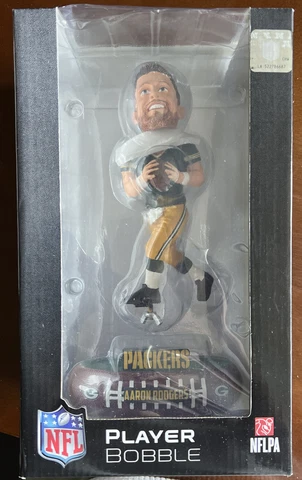 PACKERS
G AARON RODGERS G
NFL
PLAYER
BOBBLE
NFLPA